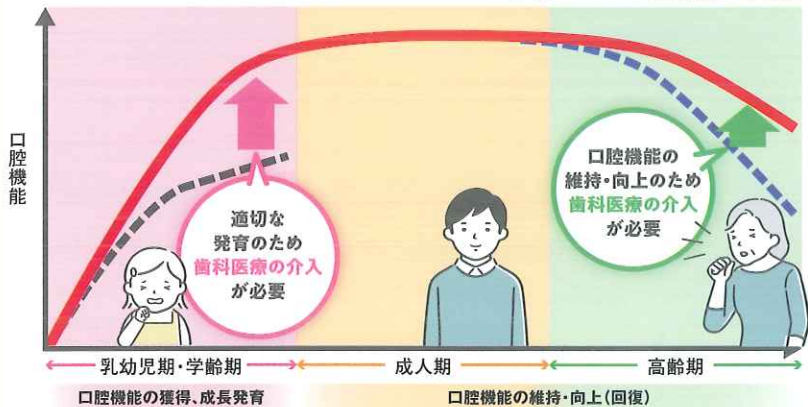 口腔機能
適切な
発育のため
歯科医療の介入
が必要
口腔機能の
維持・向上のため
歯科医療の介入
が必要
乳幼児期・学齢期
成人期
高齢期
口腔機能の獲得、成長発育
口腔機能の維持・向上(回復)